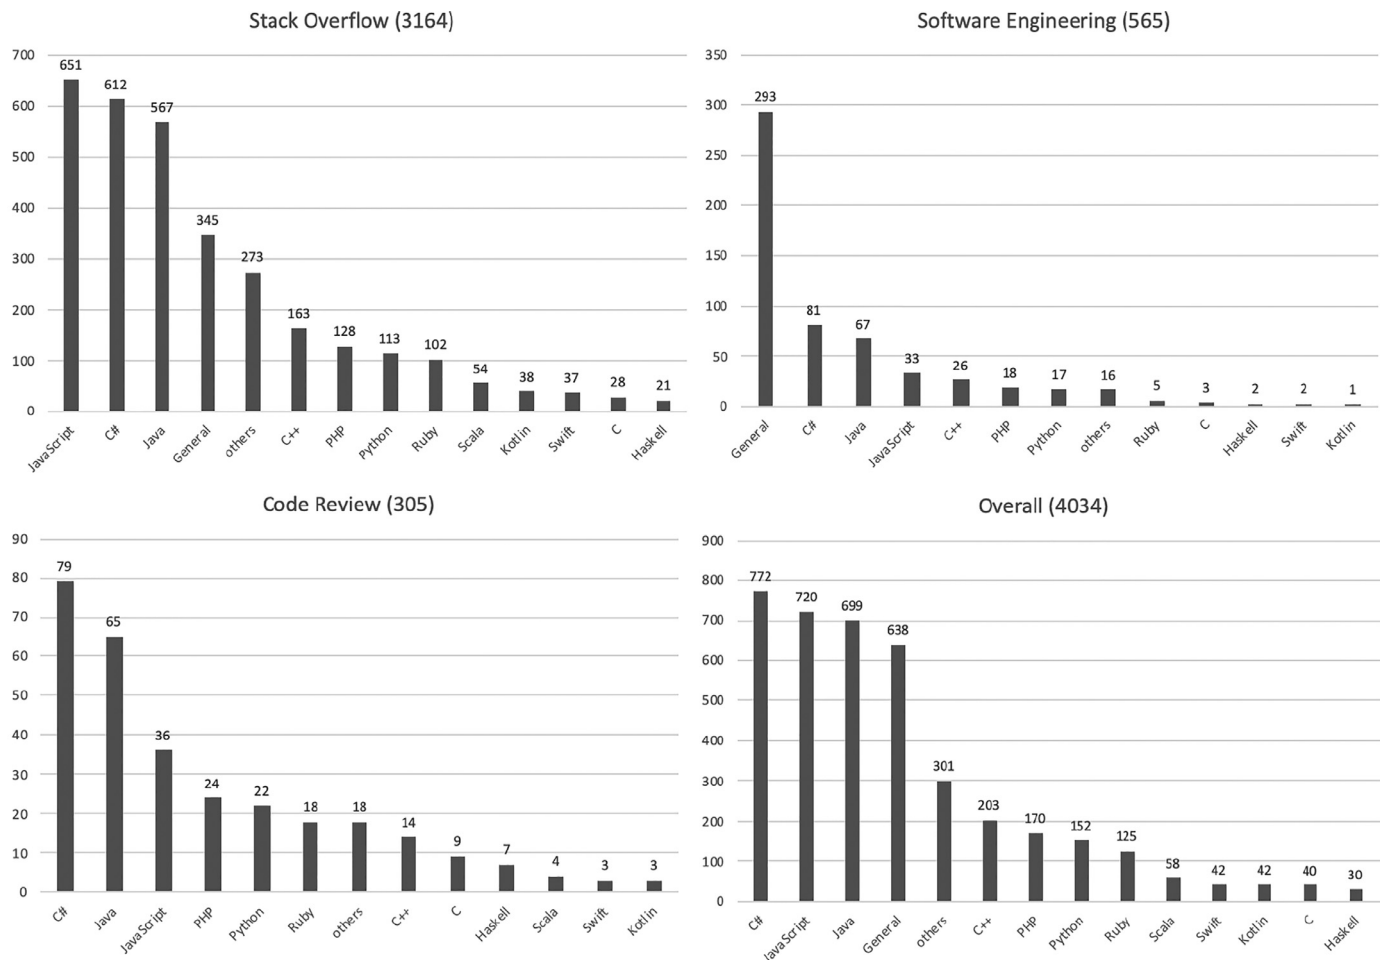 Stack Overflow (3164)
700
600
500
400
300
200
100
0
651
612
567
345
273
163
128
113
102
54
38
37
28
21
JavaScript
C#
Java
General
others
C++
PHP
Python
Ruby
Scala
Kotlin
Swift
C
Haskell
Software Engineering (565)
350
300
250
200
150
100
50
0
293
81
67
33
26
18
17
16
5
3
2
2
1
General
C#
Java
JavaScript
C++
PHP
Python
others
Ruby
C
Haskell
Swift
Kotlin
Code Review (305)
90
80
70
60
50
40
30
20
10
0
79
65
36
24
22
18
18
14
9
7
4
3
3
C#
Java
JavaScript
PHP
Python
Ruby
others
C++
C
Haskell
Scala
Swift
Kotlin
Overall (4034)
900
800
700
600
500
400
300
200
100
0
772
720
699
638
301
203
170
152
125
58
42
42
40
30
C#
JavaScript
Java
General
others
C++
PHP
Python
Ruby
Scala
Swift
Kotlin
C
Haskell